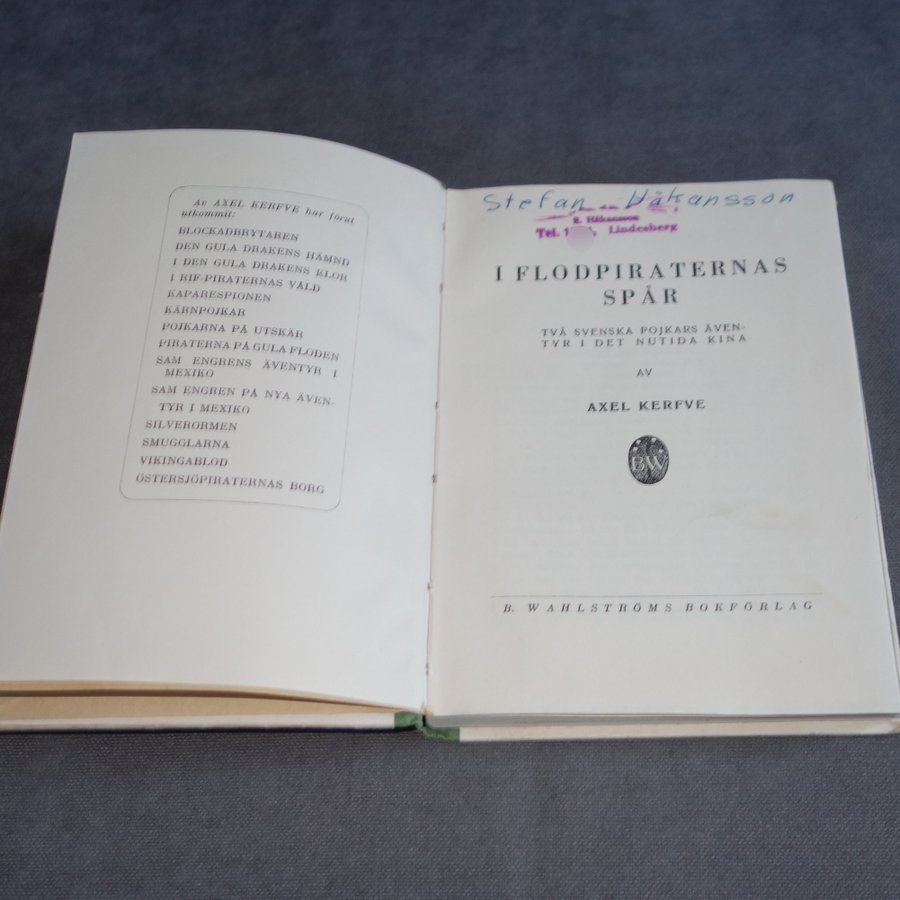 Av AXEL KERFVE har förut
utkommit:
BLOCKADBRYTAREN
DEN GULA DRAKENS HÄMND
I DEN GULA DRAKENS KLOR
I RIF-PIRATERNAS VÅLD
KAPARESPIONEN
KÄRNPOJKAR
POJKARNA PÅ UTSKÄR
PIRATERNA PÅ GULA FLODEN
SAM ENGRENS ÄVENTYR I
MEXIKO
SAM ENGREN PÅ NYA ÄVEN-
TYR I MEXIKO
SILVERORMEN
SMUGGLARNA
VIKINGABLOD
ÖSTERSJÖPIRATERNAS BORG
Stefan Håkansson
S. Håkansson
Tel. Lindesberg
I FLODPIRATERNAS
SPÅR
TVÅ SVENSKA POJKARS ÄVEN-
TYR I DET NUTIDA KINA
AV
AXEL KERFVE
BW
B. WAHLSTRÖMS BOKFÖRLAG